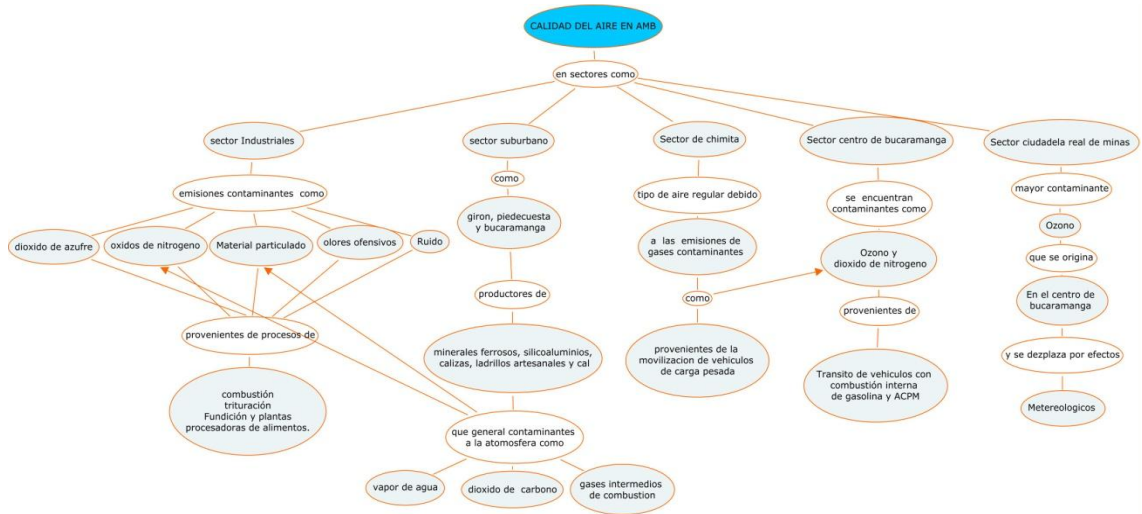 CALIDAD DEL AIRE EN AMB
en sectores como
sector Industriales
sector suburbano
Sector de chimita
Sector centro de bucaramanga
Sector ciudadela real de minas
emisiones contaminantes como
como
tipo de aire regular debido
se encuentran
contaminantes como
mayor contaminante
dioxido de azufre
oxidos de nitrogeno
Material particulado
olores ofensivos
Ruido
giron, piedecuesta
y bucaramanga
a las emisiones de
gases contaminantes
Ozono y
dioxido de nitrogeno
Ozono
que se origina
productores de
como
provenientes de
En el centro de
bucaramanga
provenientes de procesos de
minerales ferrosos, silicoaluminios,
calizas, ladrillos artesanales y cal
provenientes de la
movilizacion de vehiculos
de carga pesada
Transito de vehiculos con
combustión interna
de gasolina y ACPM
y se dezplaza por efectos
Metereologicos
combustión
trituración
Fundición y plantas
procesadoras de alimentos.
que general contaminantes
a la atomosfera como
vapor de agua
dioxido de carbono
gases intermedios
de combustion